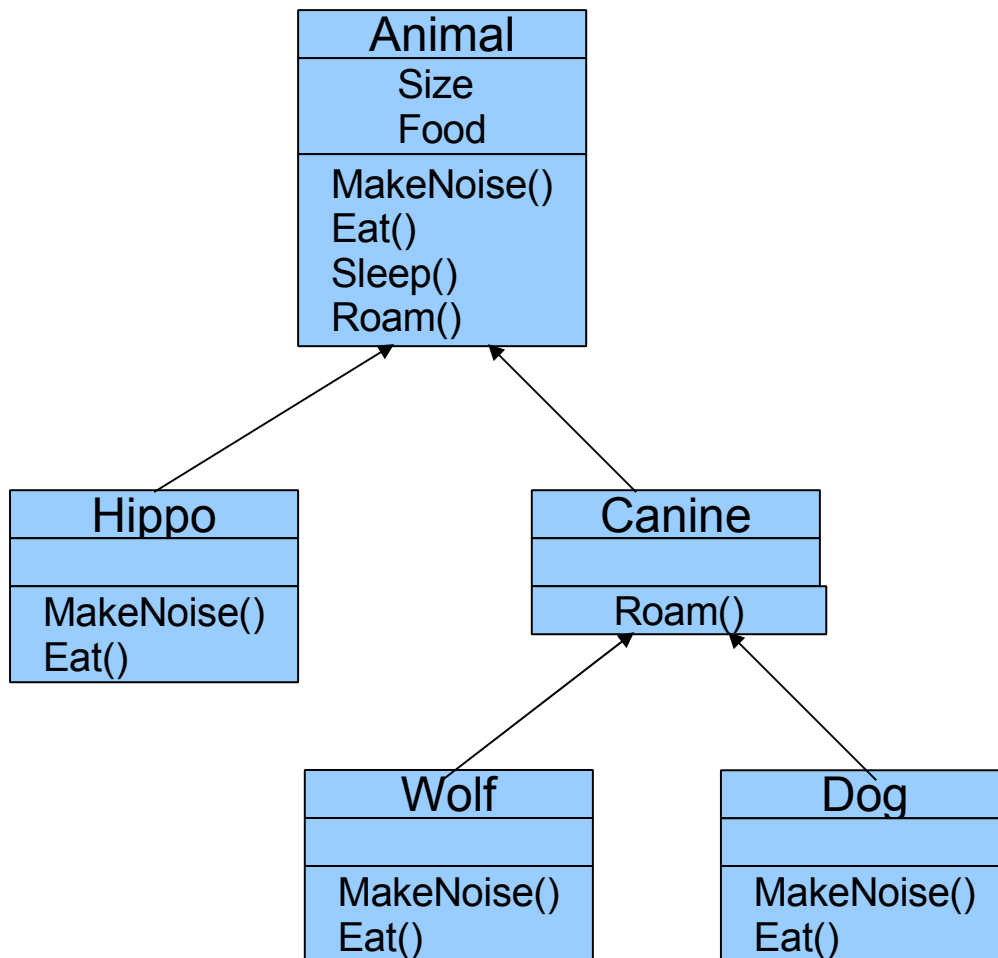 Animal
Size
Food
MakeNoise()
Eat()
Sleep()
Roam()
Hippo
MakeNoise()
Eat()
Canine
Roam()
Wolf
MakeNoise()
Eat()
Dog
MakeNoise()
Eat()